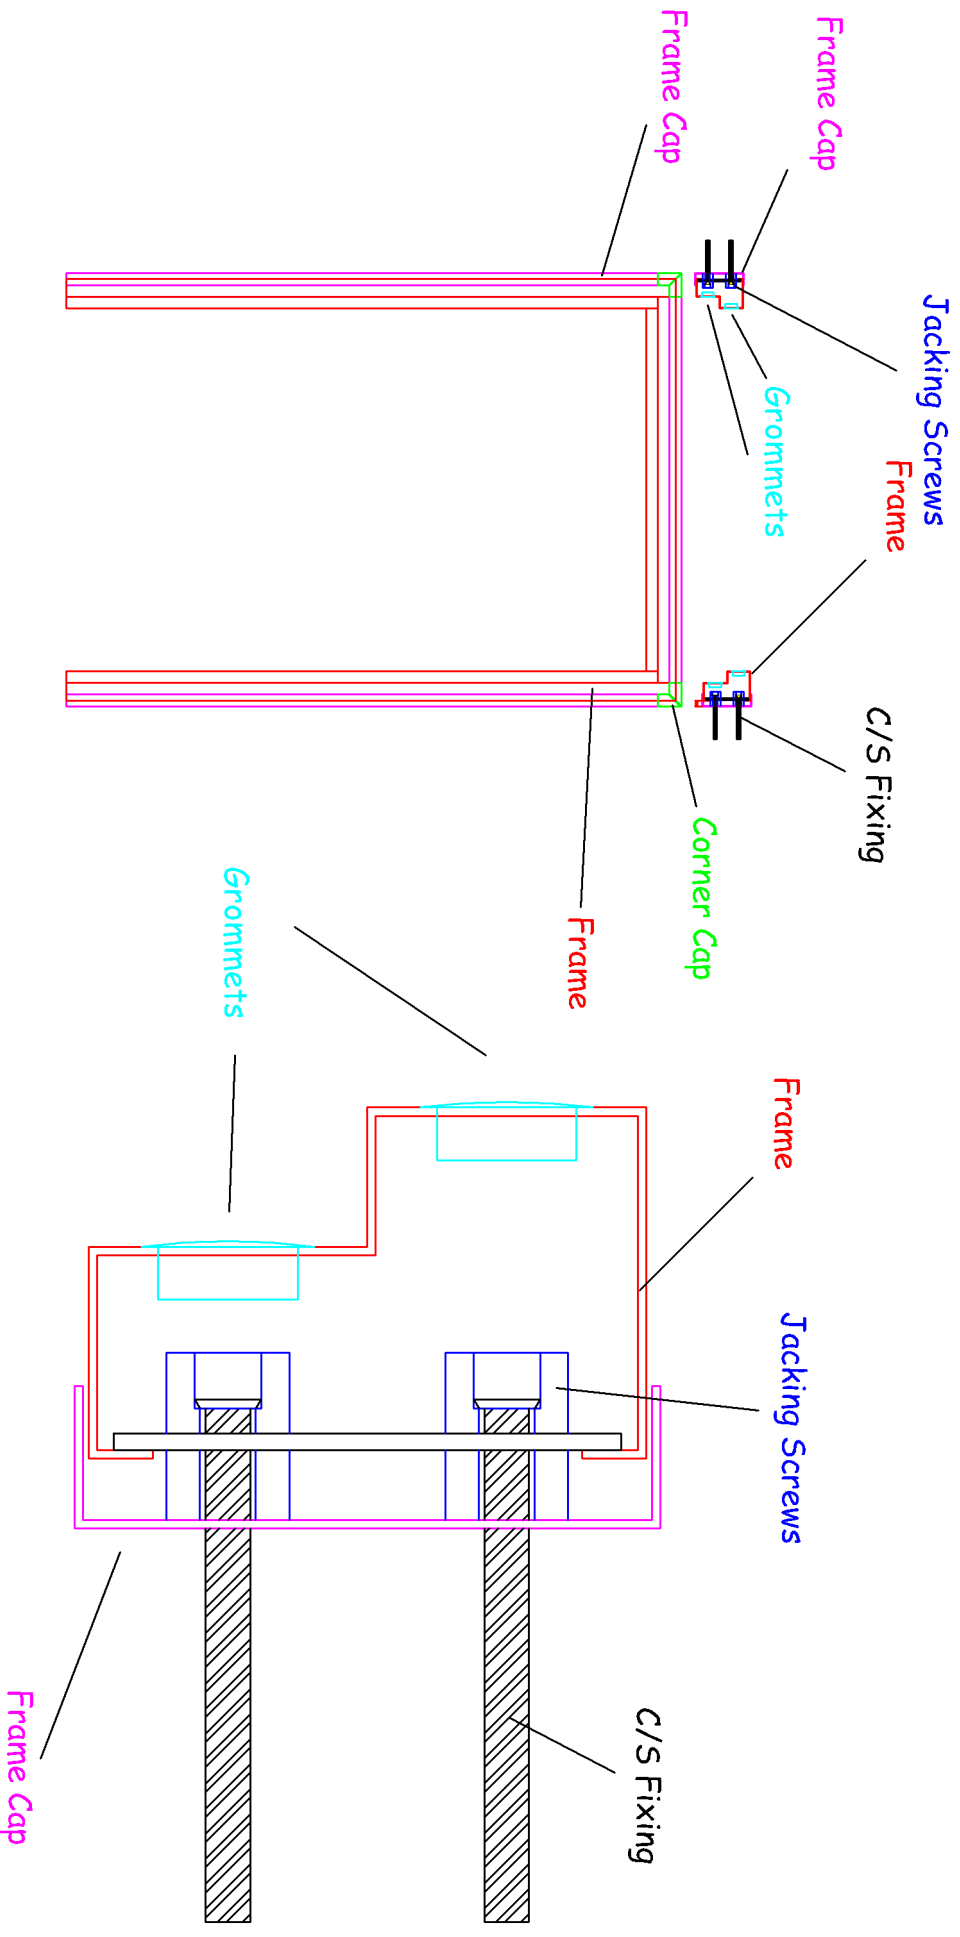 Frame Cap
Frame Cap
Jacking Screws
Grommets
Frame
C/S Fixing
Corner Cap
Frame
Grommets
Frame
Jacking Screws
C/S Fixing
Frame Cap